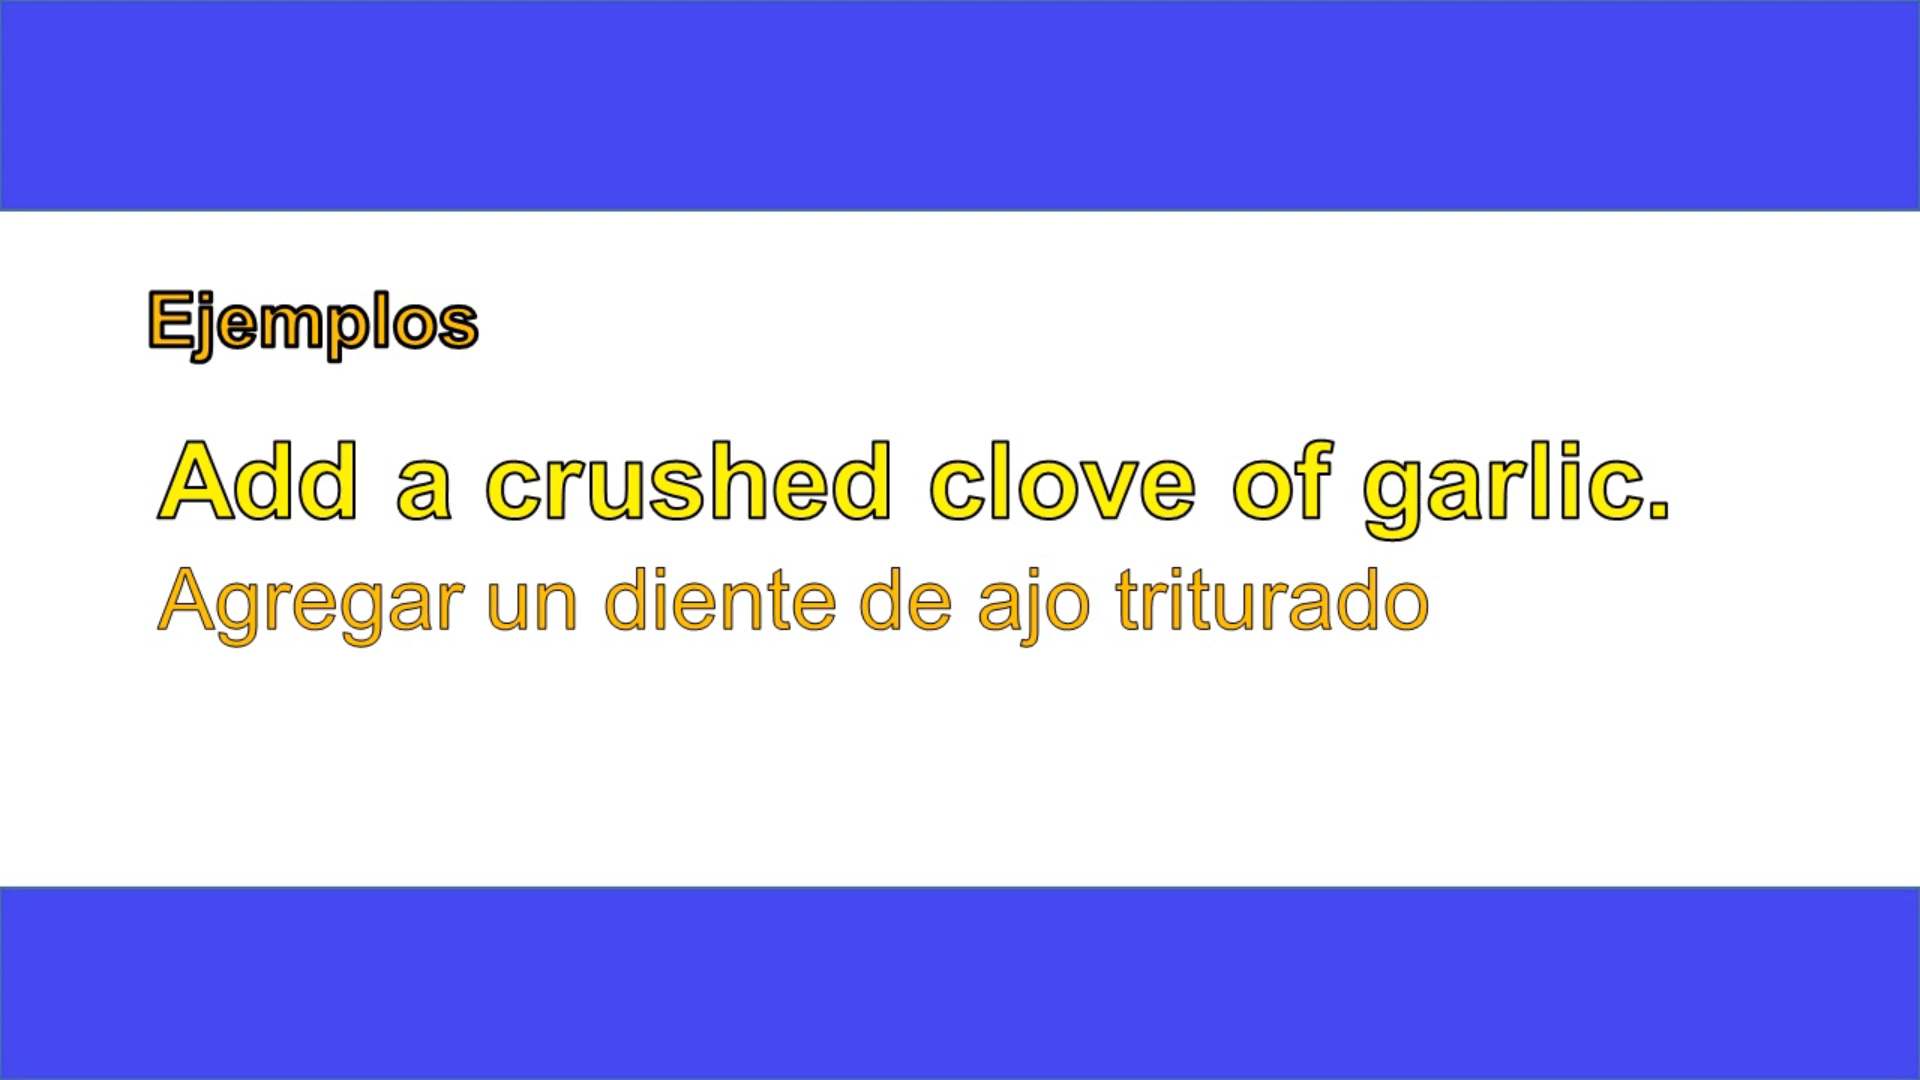 Ejemplos
Add a crushed clove of garlic.
Agregar un diente de ajo triturado